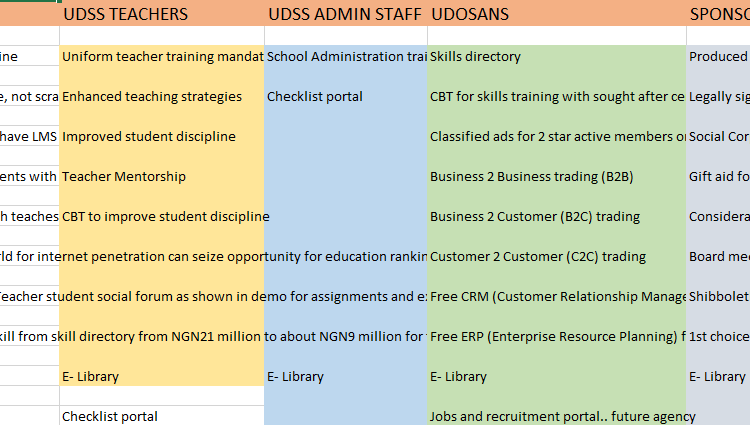 UDSS TEACHERS UDSS ADMIN STAFF UDOSANS SPONSO
ine Uniform teacher training mandat School Administration trai Skills directory Produced
e, not scra Enhanced teaching strategies Checklist portal CBT for skills training with sought after ce Legally sig
have LMS Improved student discipline Classified ads for 2 star active members o Social Cor
ents with Teacher Mentorship Business 2 Business trading (B2B) Gift aid fo
h teaches CBT to improve student discipline Business 2 Customer (B2C) trading Considera
rld for internet penetration can seize opportunity for education rankin Customer 2 Customer (C2C) trading Board mee
Teacher student social forum as shown in demo for assignments and e Free CRM (Customer Relationship Manage Shibbolet
kill from skill directory from NGN21 million to about NGN9 million for Free ERP (Enterprise Resource Planning) f 1st choice
E- Library E- Library E- Library E- Library
Checklist portal Jobs and recruitment portal.. future agency